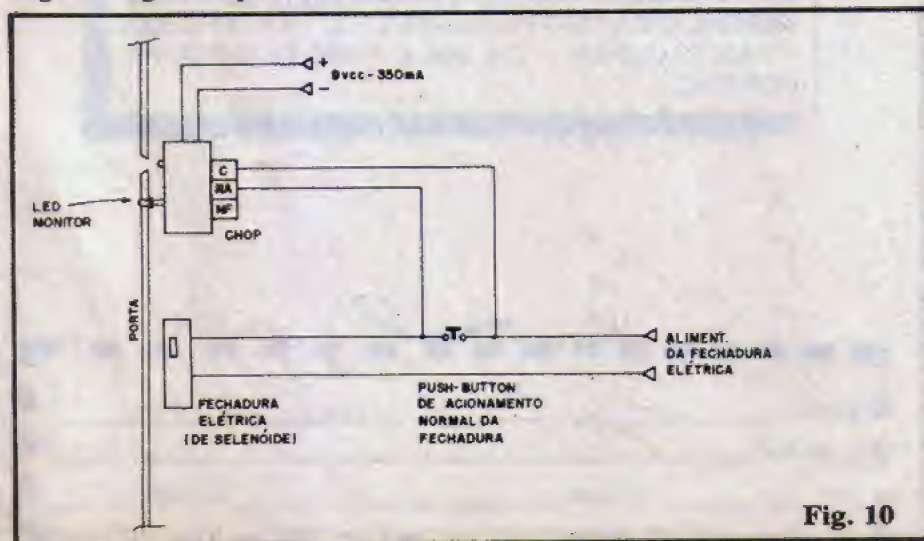 +
9vcc - 350mA
-
C
NA
NF
LED
MONITOR
CHOP
PORTA
ALIMENT.
DA FECHADURA
ELÉTRICA
FECHADURA
ELÉTRICA
(DE SELENÓIDE)
PUSH-BUTTON
DE ACIONAMENTO
NORMAL DA
FECHADURA
Fig. 10